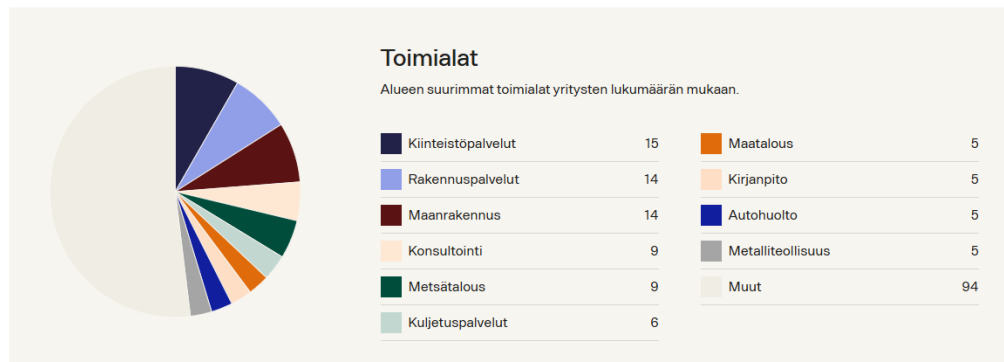 Toimialat
Alueen suurimmat toimialat yritysten lukumäärän mukaan.
Kiinteistöpalvelut 15
Rakennuspalvelut 14
Maanrakennus 14
Konsultointi 9
Metsätalous 9
Kuljetuspalvelut 6
Maatalous 5
Kirjanpito 5
Autohuolto 5
Metalliteollisuus 5
Muut 94